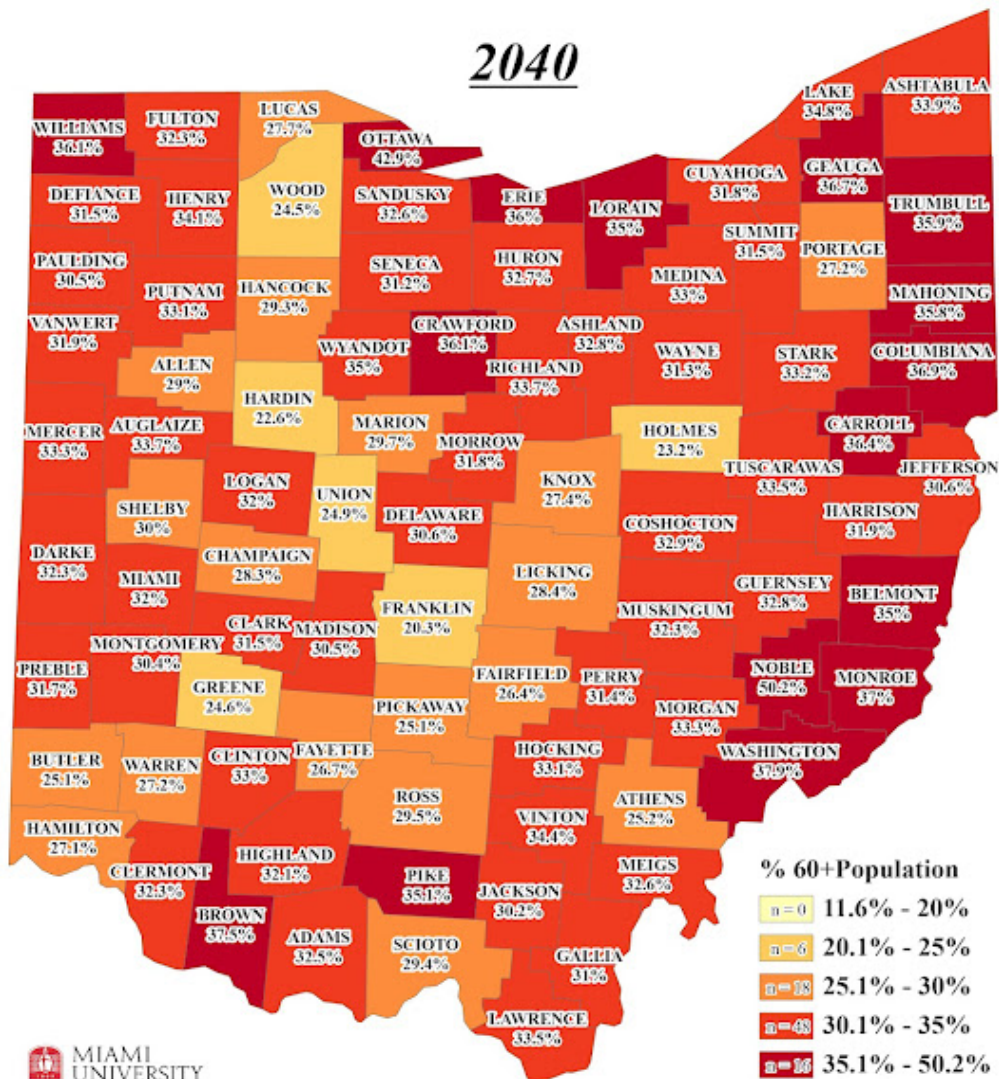 2040
WILLIAMS
36.1%
FULTON
32.3%
LUCAS
27.7%
OTTAWA
42.9%
LAKE
34.8%
ASHTABULA
33.9%
DEFIANCE
31.5%
HENRY
34.1%
WOOD
24.5%
SANDUSKY
32.6%
ERIE
36%
LORAIN
35%
CUYAHOGA
31.8%
GEAUGA
36.7%
TRUMBULL
35.9%
PAULDING
30.5%
PUTNAM
33.1%
HANCOCK
29.3%
SENECA
31.2%
HURON
32.7%
MEDINA
33%
SUMMIT
31.5%
PORTAGE
27.2%
MAHONING
35.8%
VANWERT
31.9%
ALLEN
29%
HARDIN
22.6%
WYANDOT
35%
CRAWFORD
36.1%
RICHLAND
33.7%
ASHLAND
32.8%
WAYNE
31.3%
STARK
33.2%
COLUMBIANA
36.9%
MERCER
33.3%
AUGLAIZE
33.7%
MARION
29.7%
MORROW
31.8%
HOLMES
23.2%
CARROLL
36.4%
TUSCARAWAS
33.5%
JEFFERSON
30.6%
SHELBY
30%
LOGAN
32%
UNION
24.9%
DELAWARE
30.6%
KNOX
27.4%
COSHOCTON
32.9%
HARRISON
31.9%
DARKE
32.3%
MIAMI
32%
CHAMPAIGN
28.3%
LICKING
28.4%
GUERNSEY
32.8%
BELMONT
35%
FRANKLIN
20.3%
MUSKINGUM
32.3%
PREBLE
31.7%
MONTGOMERY
30.4%
CLARK
31.5%
MADISON
30.5%
GREENE
24.6%
PICKAWAY
25.1%
FAIRFIELD
26.4%
PERRY
31.4%
MORGAN
33.3%
NOBLE
50.2%
MONROE
37%
BUTLER
25.1%
WARREN
27.2%
CLINTON
33%
FAYETTE
26.7%
HOCKING
33.1%
WASHINGTON
37.9%
ROSS
29.5%
ATHENS
25.2%
HAMILTON
27.1%
CLERMONT
32.3%
HIGHLAND
32.1%
VINTON
34.4%
PIKE
35.1%
JACKSON
30.2%
MEIGS
32.6%
BROWN
37.5%
ADAMS
32.5%
SCIOTO
29.4%
GALLIA
31%
LAWRENCE
33.5%
% 60+Population
n = 0 11.6% - 20%
n = 6 20.1% - 25%
n = 18 25.1% - 30%
n = 48 30.1% - 35%
n = 16 35.1% - 50.2%
MIAMI
UNIVERSITY